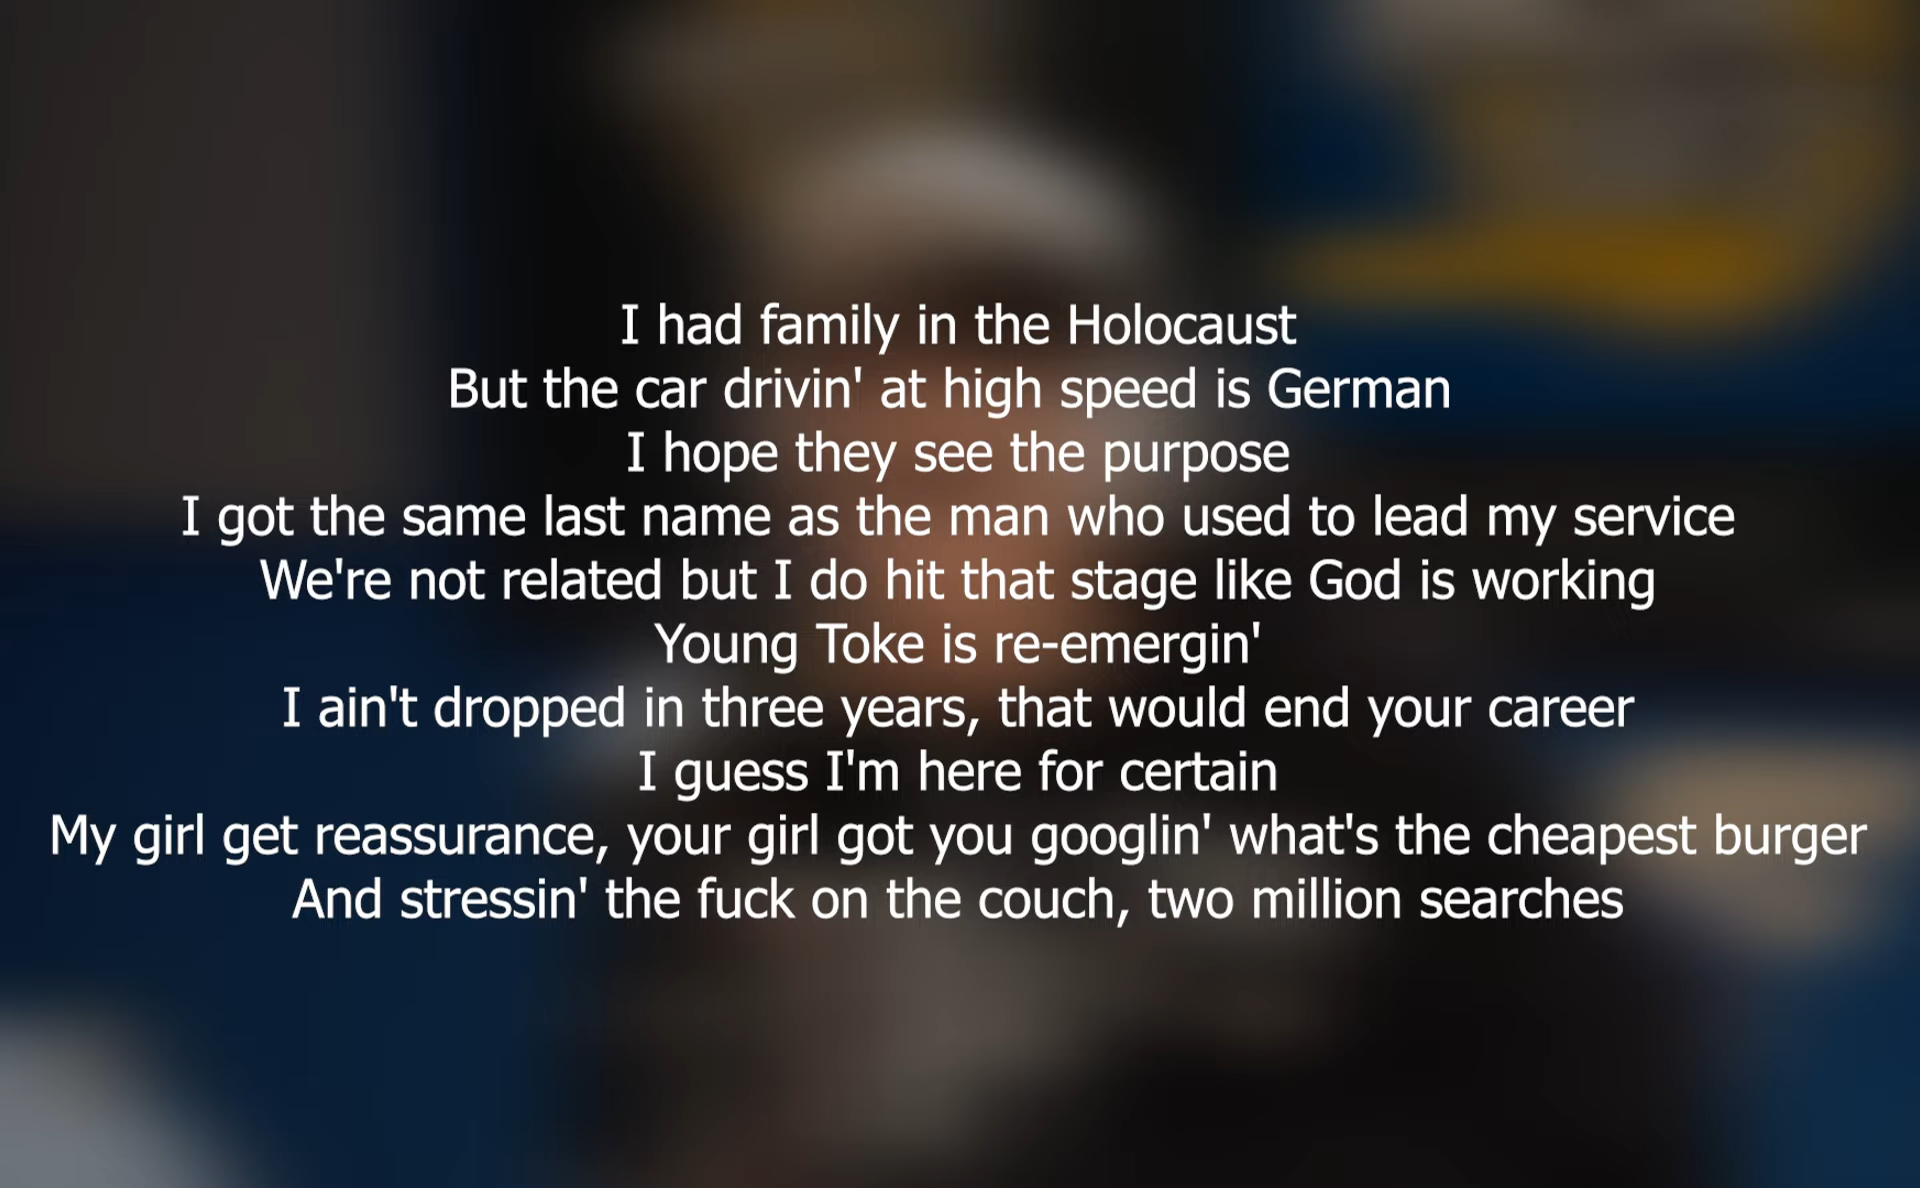 I had family in the Holocaust
But the car drivin' at high speed is German
I hope they see the purpose
I got the same last name as the man who used to lead my service
We're not related but I do hit that stage like God is working
Young Toke is re-emergin'
I ain't dropped in three years, that would end your career
I guess I'm here for certain
My girl get reassurance, your girl got you googlin' what's the cheapest burger
And stressin' the fuck on the couch, two million searches